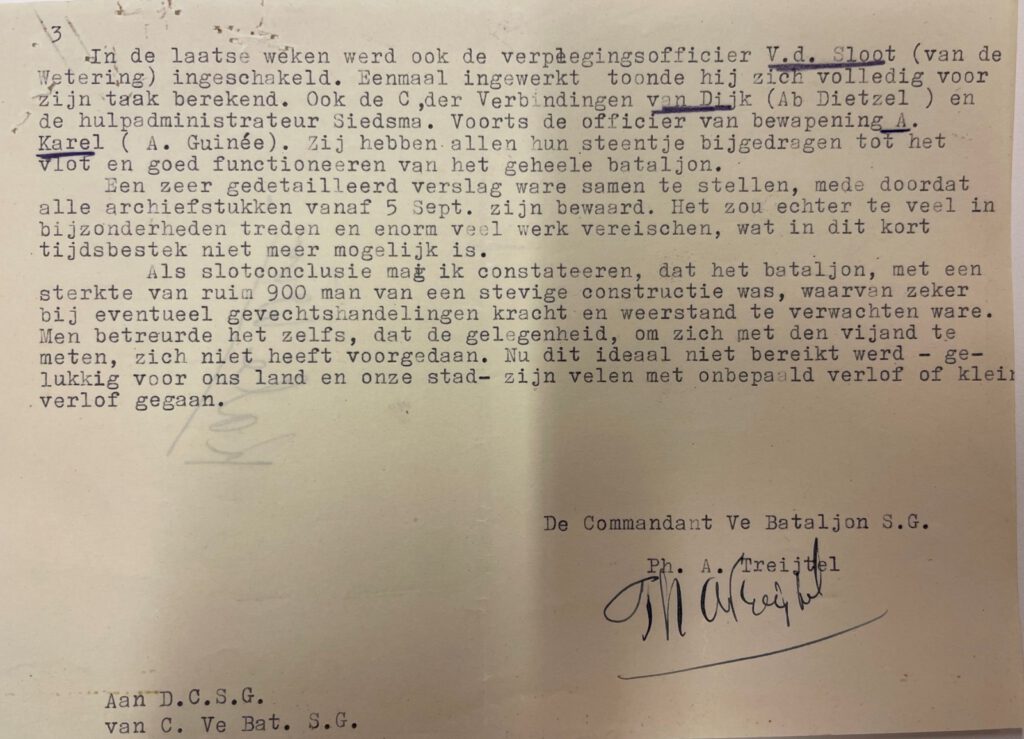 3
In de laatse weken werd ook de verplegingsofficier V.d. Sloot (van de
Wetering) ingeschakeld. Eenmaal ingewerkt toonde hij zich volledig voor
zijn taak berekend. Ook de C,der Verbindingen van Dijk (Ab Dietzel ) en
de hulpadministrateur Siedsma. Voorts de officier van bewapening A.
Karel ( A. Guinée). Zij hebben allen hun steentje bijgedragen tot het
vlot en goed functioneeren van het geheele bataljon.
Een zeer gedetailleerd verslag ware samen te stellen, mede doordat
alle archiefstukken vanaf 5 Sept. zijn bewaard. Het zou echter te veel in
bijzonderheden treden en enorm veel werk vereischen, wat in dit kort
tijdsbestek niet meer mogelijk is.
Als slotconclusie mag ik constateeren, dat het bataljon, met een
sterkte van ruim 900 man van een stevige constructie was, waarvan zeker
bij eventueel gevechtshandelingen kracht en weerstand te verwachten ware.
Men betreurde het zelfs, dat de gelegenheid, om zich met den vijand te
meten, zich niet heeft voorgedaan. Nu dit ideaal niet bereikt werd - ge-
lukkig voor ons land en onze stad- zijn velen met onbepaald verlof of klein
verlof gegaan.
De Commandant Ve Bataljon S.G.
Ph. A. Treijtel
Ph A Treijtel
Aan D.C.S.G.
van C. Ve Bat. S.G.